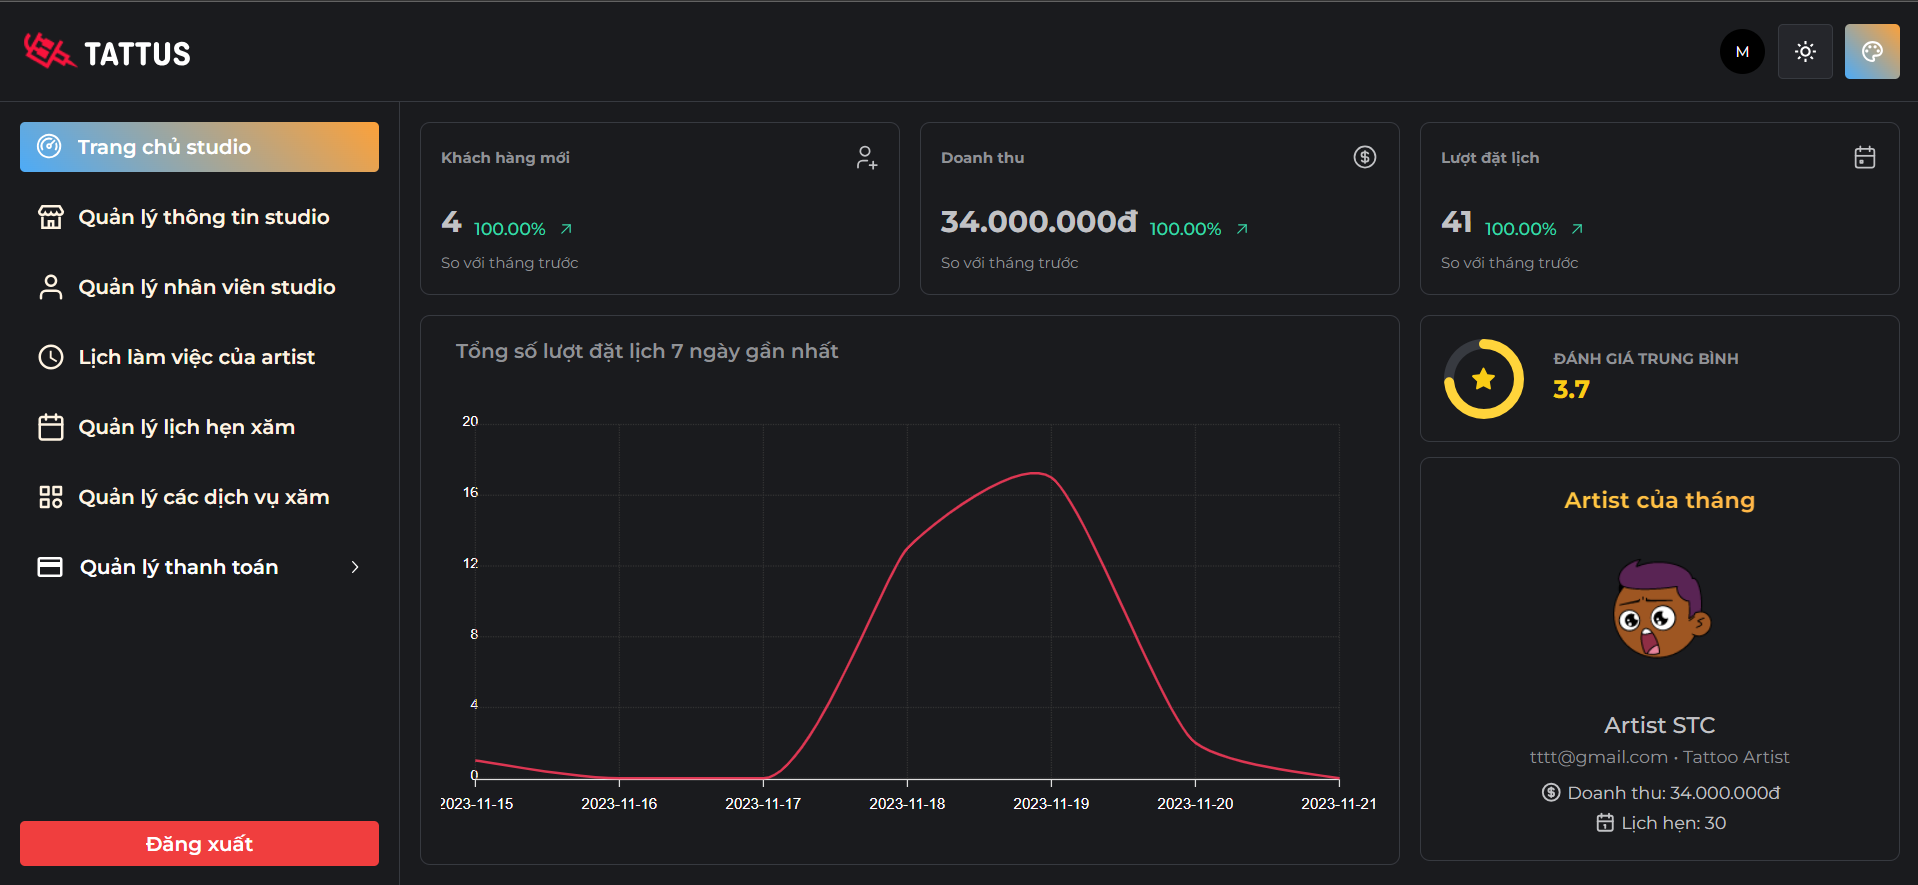 TATTUS
M
Trang chủ studio
Quản lý thông tin studio
Quản lý nhân viên studio
Lịch làm việc của artist
Quản lý lịch hẹn xăm
Quản lý các dịch vụ xăm
Quản lý thanh toán
Đăng xuất
Khách hàng mới
4 100.00%
So với tháng trước
Doanh thu
34.000.000đ 100.00%
So với tháng trước
Lượt đặt lịch
41 100.00%
So với tháng trước
Tổng số lượt đặt lịch 7 ngày gần nhất
20
16
12
8
4
0
2023-11-15 2023-11-16 2023-11-17 2023-11-18 2023-11-19 2023-11-20 2023-11-21
ĐÁNH GIÁ TRUNG BÌNH
3.7
Artist của tháng
Artist STC
tttt@gmail.com • Tattoo Artist
Doanh thu: 34.000.000đ
Lịch hẹn: 30